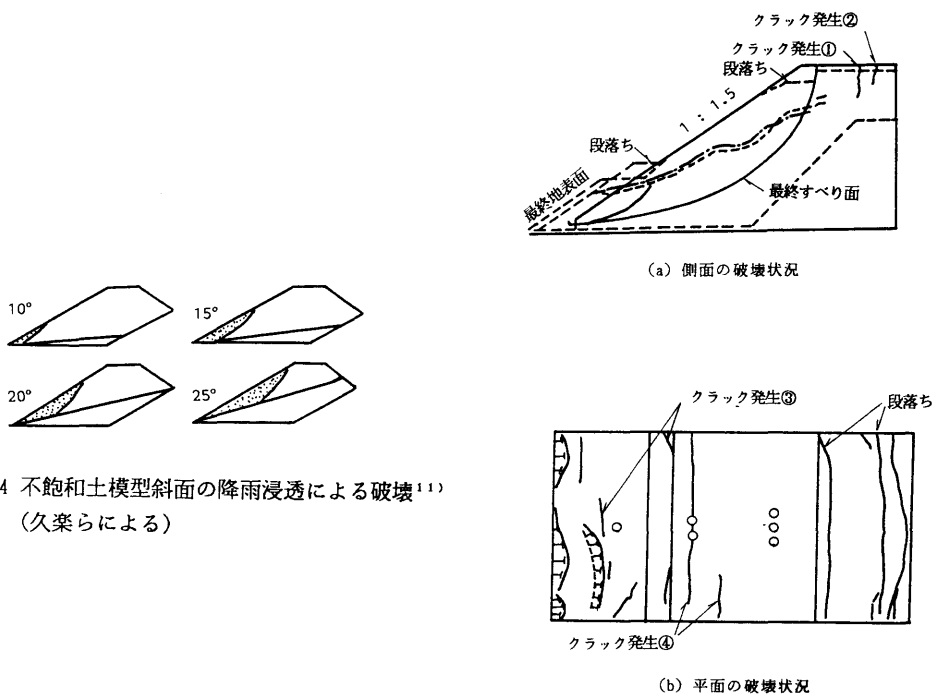 10°
15°
20°
25°
4 不飽和土模型斜面の降雨浸透による破壊¹¹⁾
(久楽らによる)
クラック発生②
クラック発生①
段落ち
1 : 1.5
段落ち
最終地表面
最終すべり面
(a) 側面の破壊状況
クラック発生③
段落ち
クラック発生④
(b) 平面の破壊状況